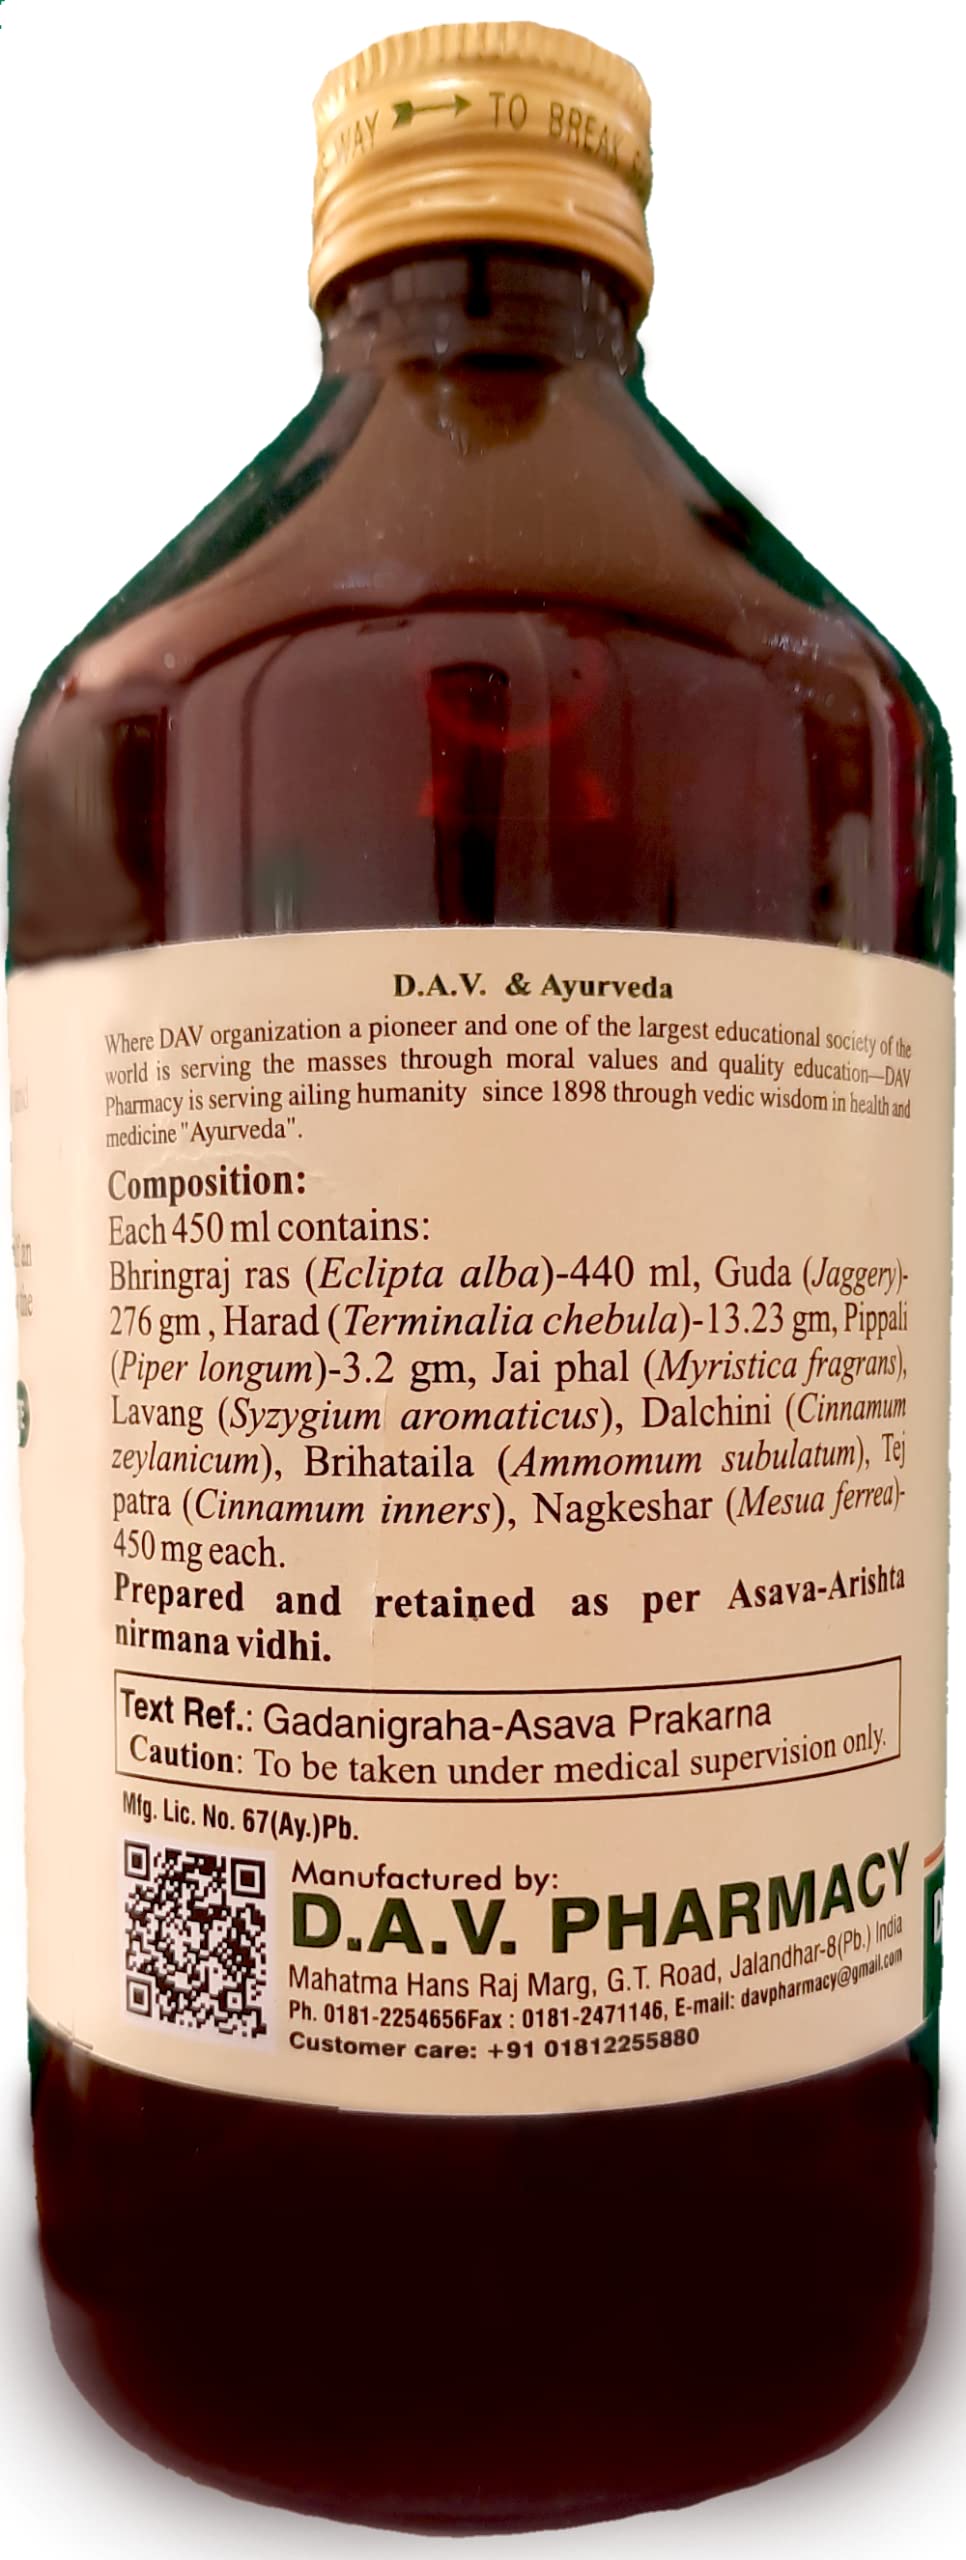 WAY TO BREAK
D.A.V. & Ayurveda
Where DAV organization a pioneer and one of the largest educational society of the
world is serving the masses through moral values and quality education—DAV
Pharmacy is serving ailing humanity since 1898 through vedic wisdom in health and
medicine "Ayurveda".
Composition:
Each 450 ml contains:
Bhringraj ras (Eclipta alba)-440 ml, Guda (Jaggery)-
276 gm , Harad (Terminalia chebula)-13.23 gm, Pippali
(Piper longum)-3.2 gm, Jai phal (Myristica fragrans),
Lavang (Syzygium aromaticus), Dalchini (Cinnamum
zeylanicum), Brihataila (Ammomum subulatum), Tej
patra (Cinnamum inners), Nagkeshar (Mesua ferrea)-
450 mg each.
Prepared and retained as per Asava-Arishta
nirmana vidhi.
Text Ref.: Gadanigraha-Asava Prakarna
Caution: To be taken under medical supervision only.
Mfg. Lic. No. 67(Ay.)Pb.
Manufactured by:
D.A.V. PHARMACY
Mahatma Hans Raj Marg, G.T. Road, Jalandhar-8(Pb.) India
Ph. 0181-2254656Fax : 0181-2471146, E-mail: davpharmacy@gmail.com
Customer care: +91 01812255880